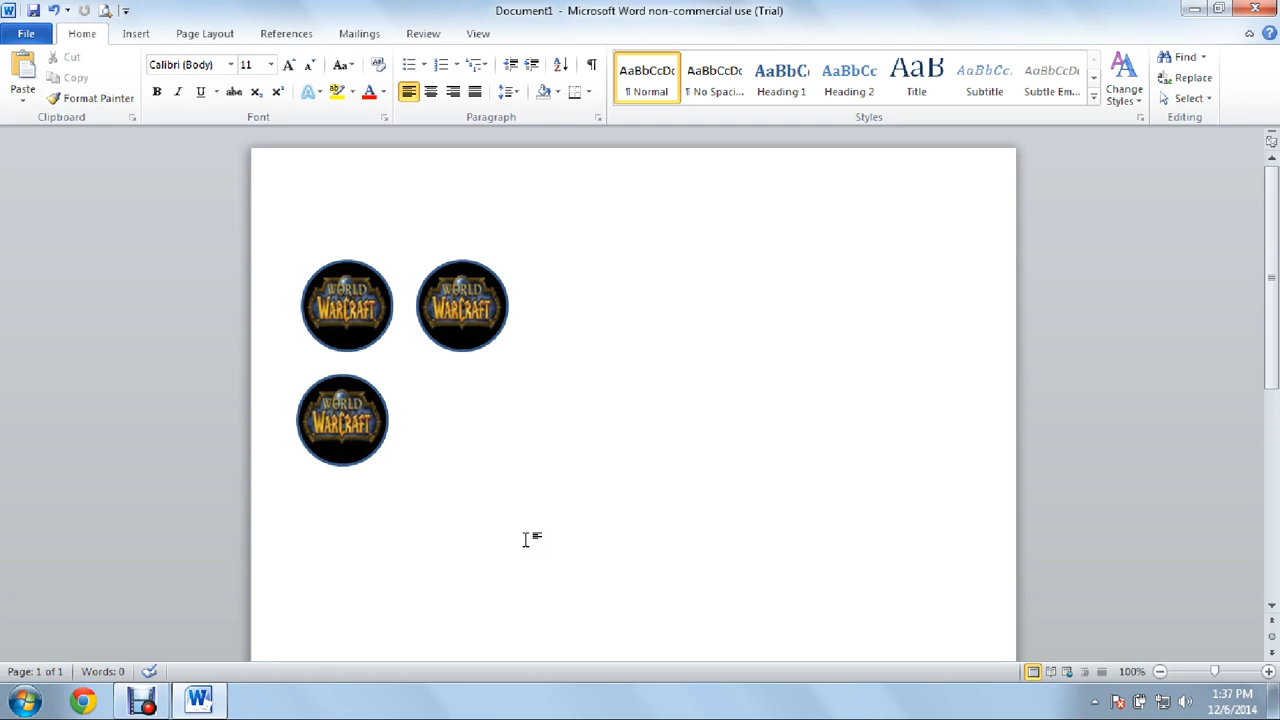 Document1 - Microsoft Word non-commercial use (Trial)
File Home Insert Page Layout References Mailings Review View
Paste
Cut
Copy
Format Painter
Clipboard
Calibri (Body) 11
Font
Paragraph
AaBbCcDc AaBbCcDc AaBbC AaBbCc AaB AaBbCc. AaBbCcDc
¶ Normal ¶ No Spaci... Heading 1 Heading 2 Title Subtitle Subtle Em...
Change
Styles
Styles
Find
Replace
Select
Editing
WORLD
WARCRAFT
WORLD
WARCRAFT
WORLD
WARCRAFT
Page: 1 of 1 Words: 0 100%
1:37 PM
12/6/2014